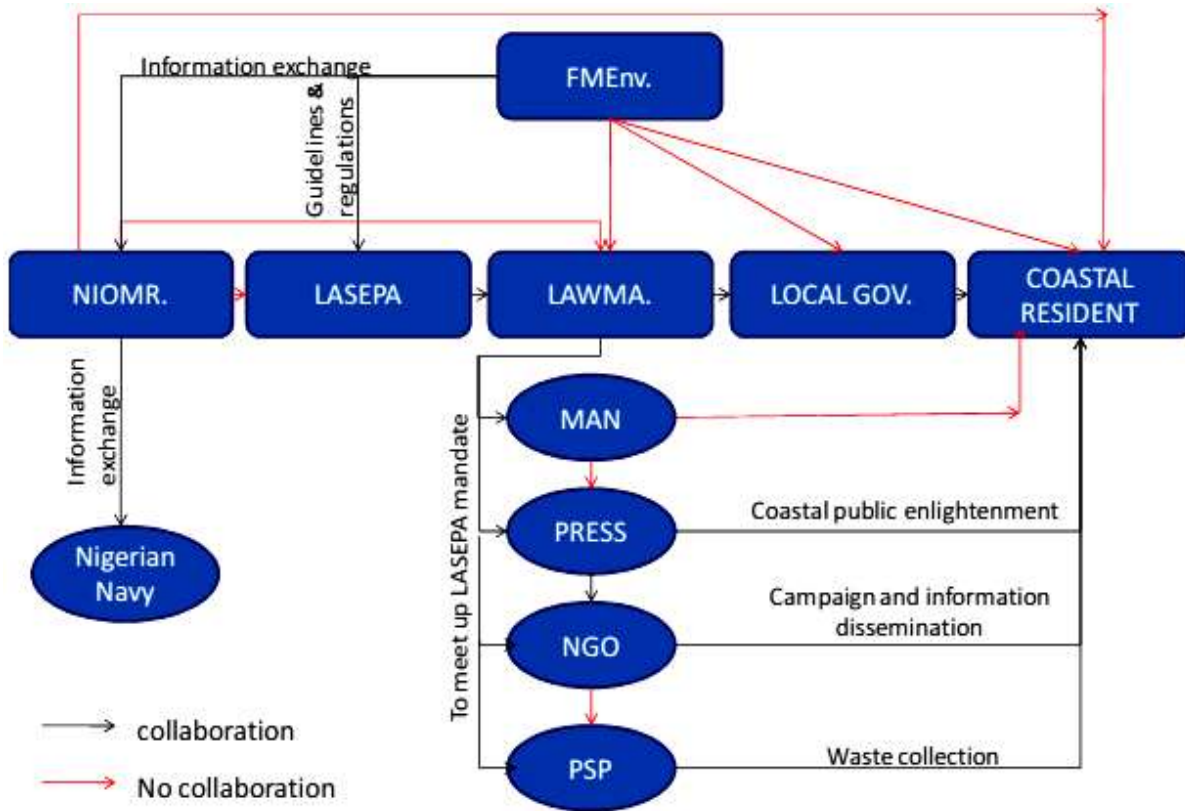 Information exchange
FMEnv.
Guidelines & 
regulations
NIOMR.
LASEPA
LAWMA.
LOCAL GOV.
COASTAL
RESIDENT
Information
exchange
To meet up LASEPA mandate
MAN
PRESS
Coastal public enlightenment
Nigerian
Navy
Campaign and information
dissemination
NGO
collaboration
PSP
Waste collection
No collaboration